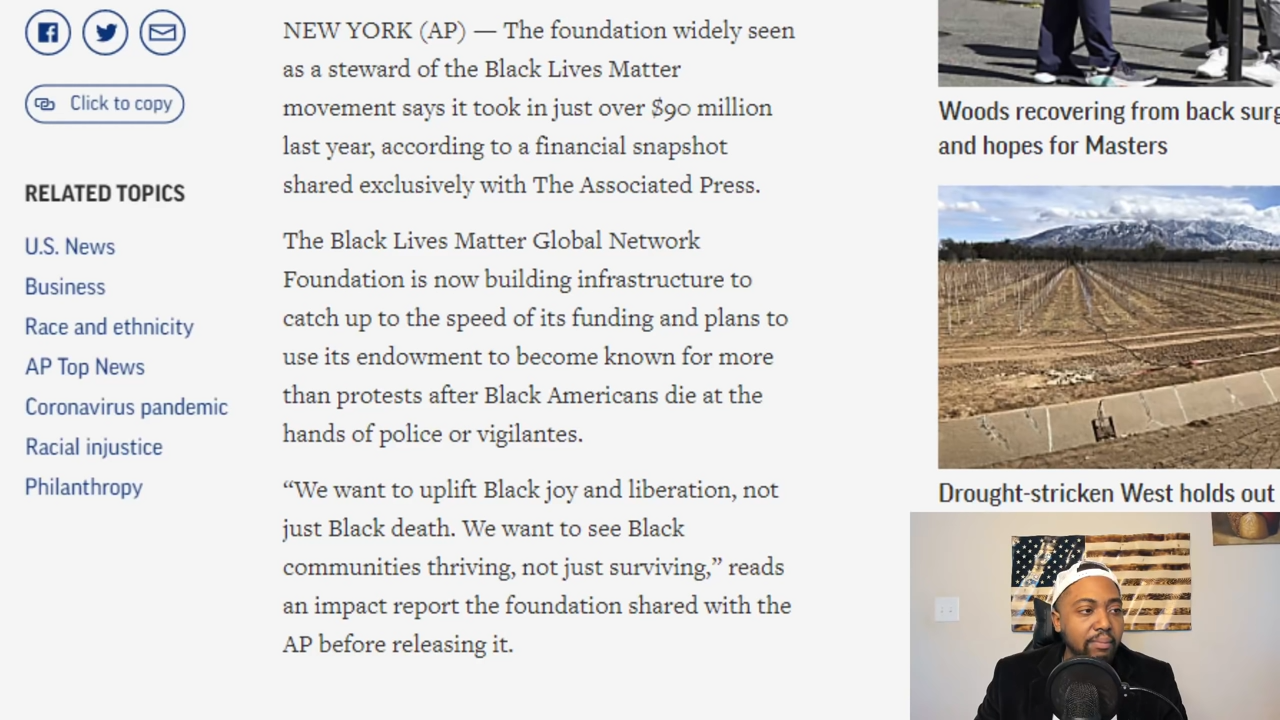 Click to copy
RELATED TOPICS
U.S. News
Business
Race and ethnicity
AP Top News
Coronavirus pandemic
Racial injustice
Philanthropy
NEW YORK (AP) — The foundation widely seen
as a steward of the Black Lives Matter
movement says it took in just over $90 million
last year, according to a financial snapshot
shared exclusively with The Associated Press.
The Black Lives Matter Global Network
Foundation is now building infrastructure to
catch up to the speed of its funding and plans to
use its endowment to become known for more
than protests after Black Americans die at the
hands of police or vigilantes.
“We want to uplift Black joy and liberation, not
just Black death. We want to see Black
communities thriving, not just surviving,” reads
an impact report the foundation shared with the
AP before releasing it.
Woods recovering from back surg
and hopes for Masters
Drought-stricken West holds out